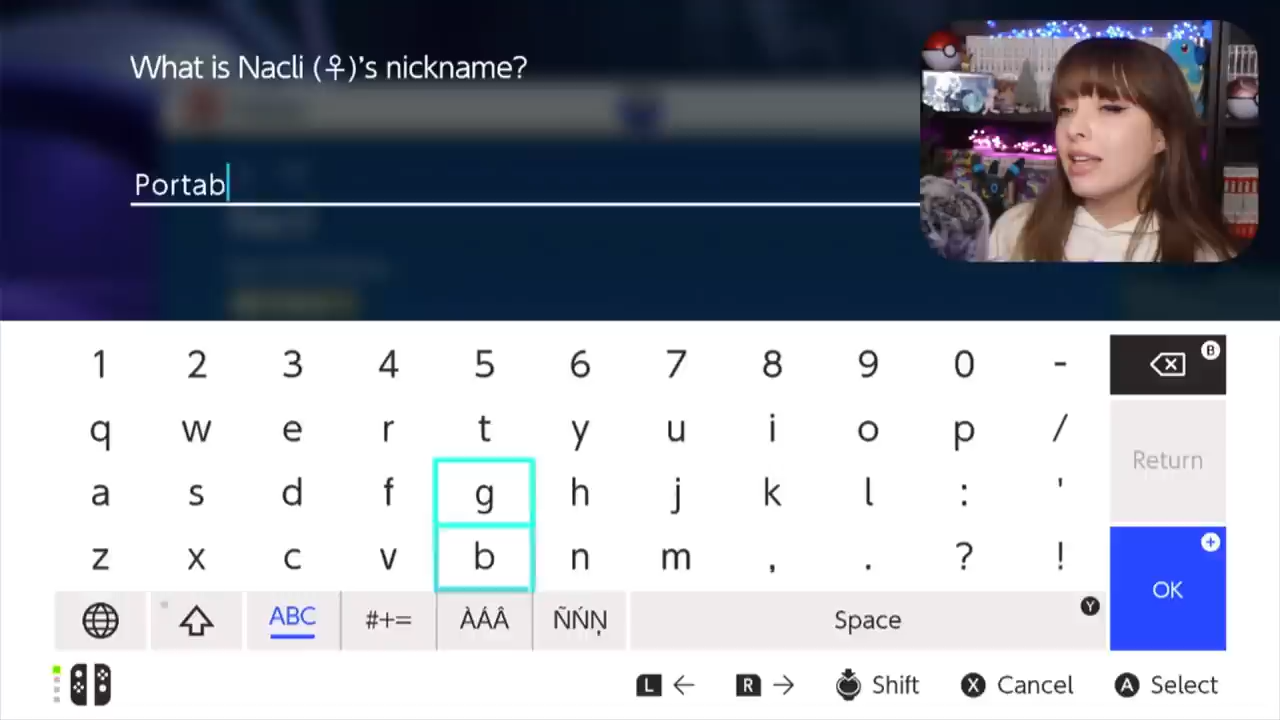 What is Nacli (♀)'s nickname?
Portab
1 2 3 4 5 6 7 8 9 0 -
q w e r t y u i o p /
a s d f g h j k l : '
z x c v b n m , . ? !
B
Return
+
OK
ABC #+= ÀÁÂ ÑŃŅ Space Y
L ← R → Shift X Cancel A Select